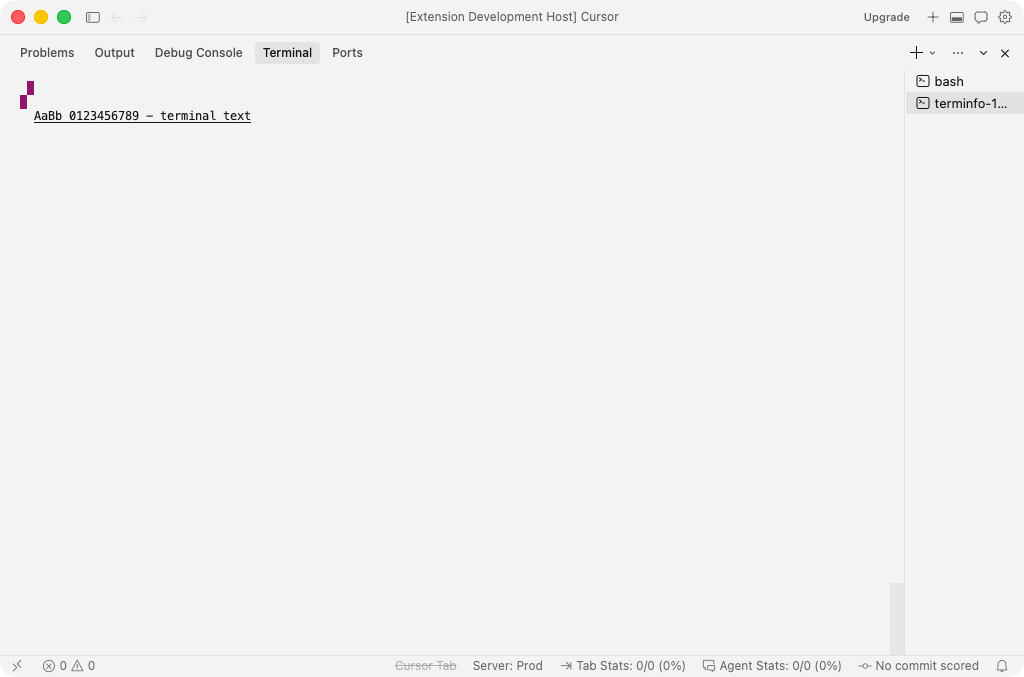 [Extension Development Host] Cursor
Upgrade
Problems Output Debug Console Terminal Ports
bash
terminfo-1...
AaBb 0123456789 – terminal text
0 0 Cursor Tab Server: Prod Tab Stats: 0/0 (0%) Agent Stats: 0/0 (0%) No commit scored